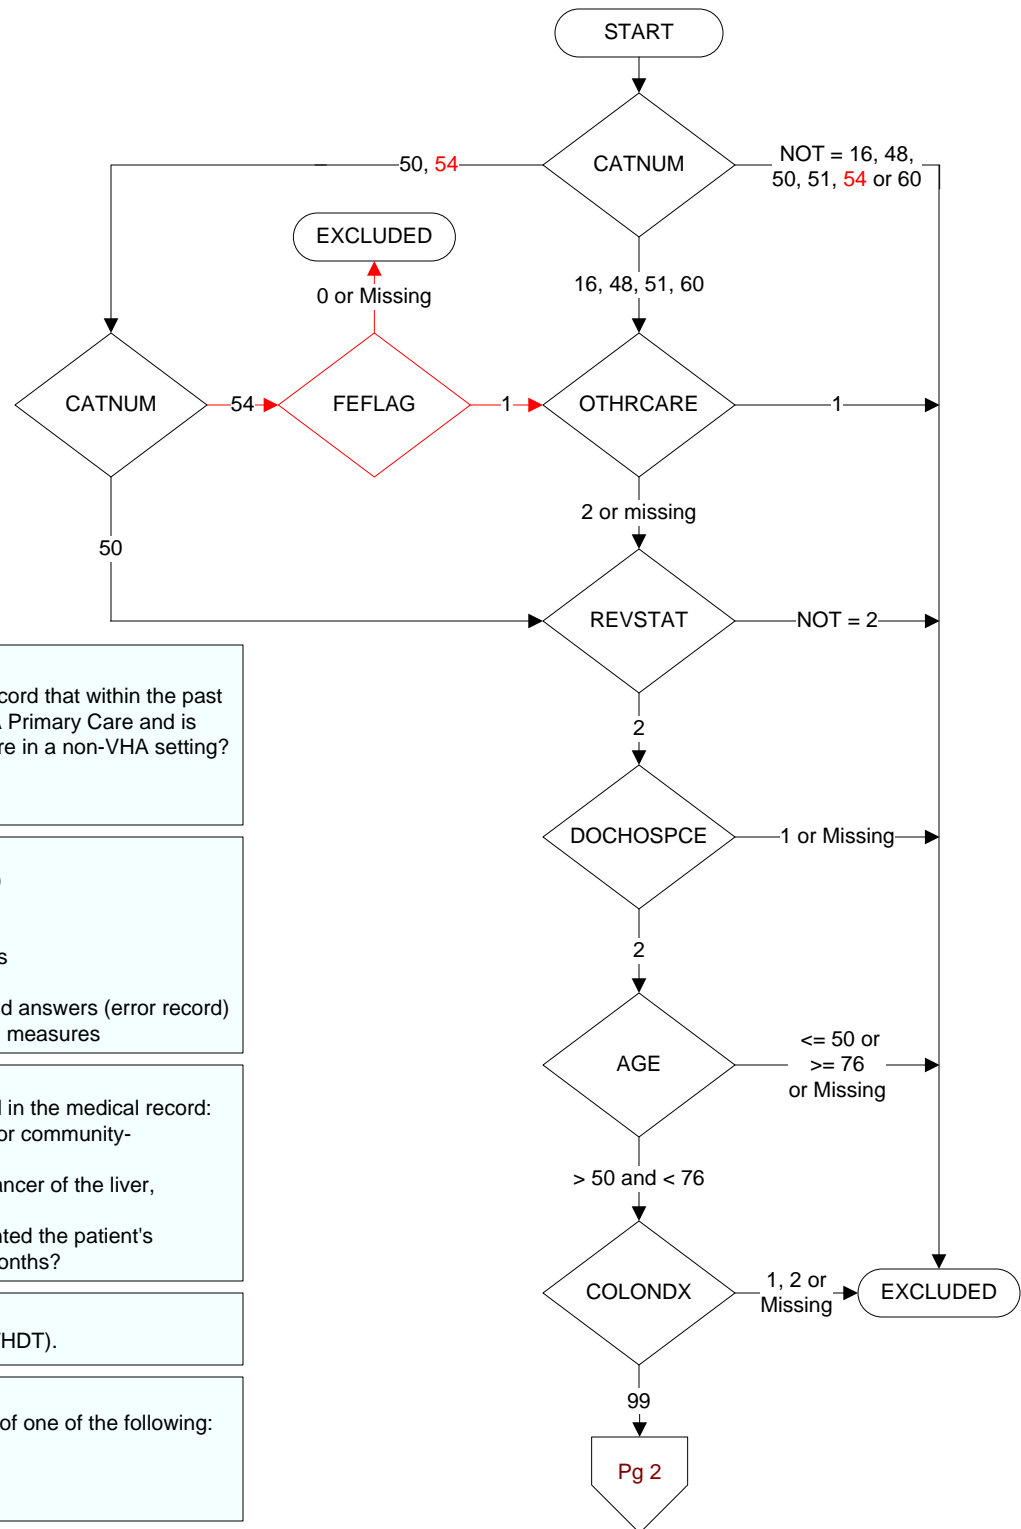 START
CATNUM
50, 54
NOT = 16, 48,
50, 51, 54 or 60
EXCLUDED
0 or Missing
16, 48, 51, 60
CATNUM
54
FEFLAG
1
OTHRCARE
1
2 or missing
50
REVSTAT
NOT = 2
2
cord that within the past
A Primary Care and is
re in a non-VHA setting?
DOCHOSPCE
1 or Missing
)
s
d answers (error record)
measures
2
AGE
<= 50 or
>= 76
or Missing
d in the medical record:
or community-
ancer of the liver,
nted the patient's
onths?
> 50 and < 76
COLONDX
1, 2 or
Missing
EXCLUDED
HDT).
99
of one of the following:
Pg 2